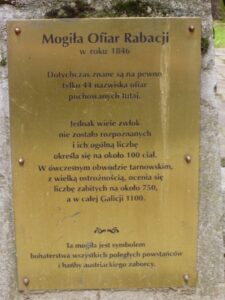 Mogiła Ofiar Rabacji
w roku 1846
Dotychczas znane są na pewno
tylko 44 nazwiska ofiar
pochowanych tutaj.
Jednak wiele zwłok
nie zostało rozpoznanych
i ich ogólną liczbę
określa się na około 100 ciał.
W ówczesnym obwodzie tarnowskim,
z wielką ostrożnością, ocenia się
liczbę zabitych na około 750,
a w całej Galicji 1100.
Ta mogiła jest symbolem
bohaterstwa wszystkich poległych powstańców
i hańby austriackiego zaborcy.